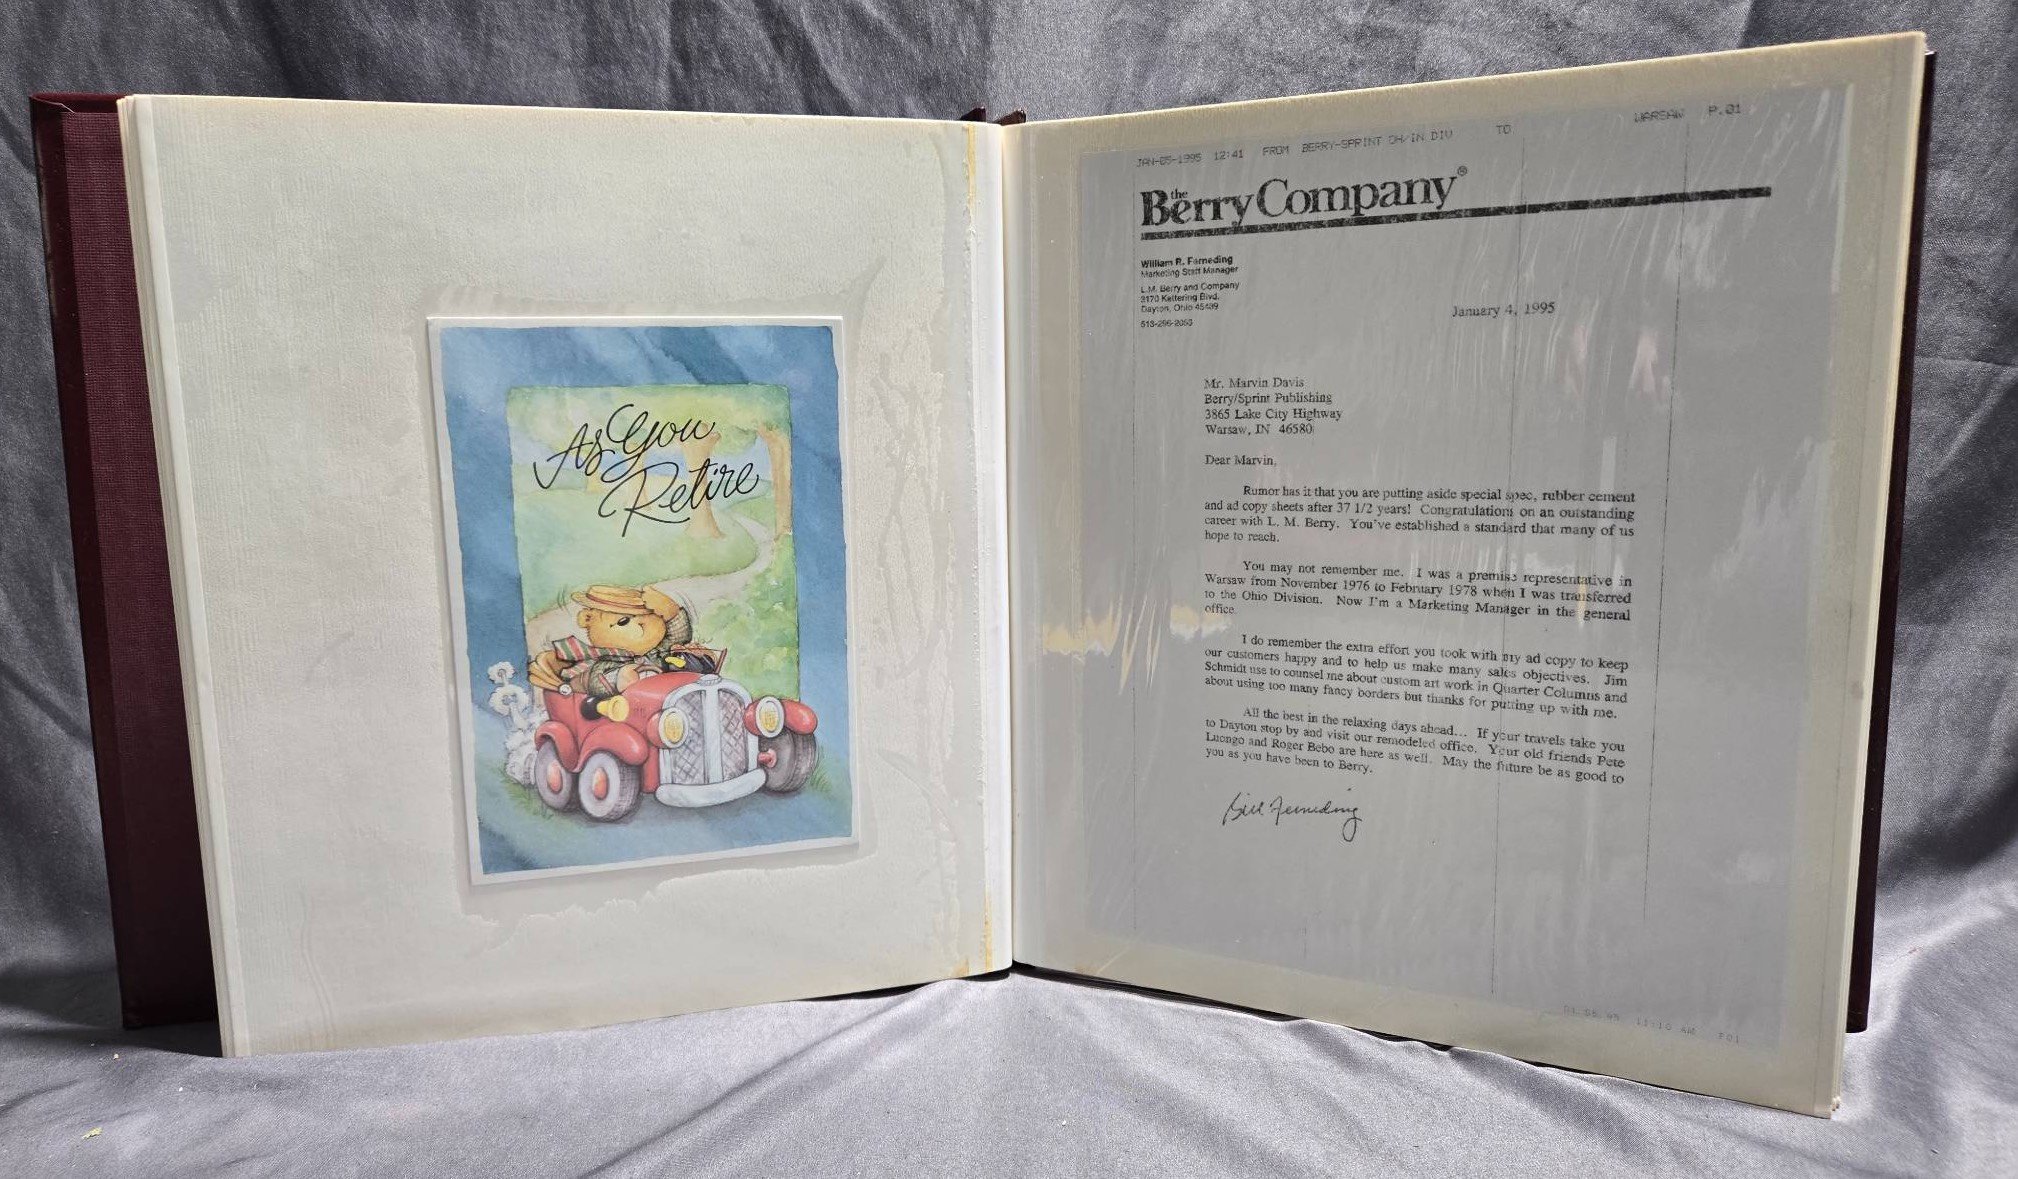 As You
Retire
JAN-05-1995 12:41 FROM BERRY-SPRINT OH/IN DIV TO WARSAW P.01
the Berry Company®
William R. Ferneding
Marketing Staff Manager
L.M. Berry and Company
3170 Kettering Blvd.
Dayton, Ohio 45439
January 4, 1995
Mr. Marvin Davis
Berry/Sprint Publishing
3865 Lake City Highway
Warsaw, IN 46580
Dear Marvin,
Rumor has it that you are putting aside special spec, rubber cement
and ad copy sheets after 37 1/2 years! Congratulations on an outstanding
career with L. M. Berry. You've established a standard that many of us
hope to reach.
You may not remember me. I was a premise representative in
Warsaw from November 1976 to February 1978 when I was transferred
to the Ohio Division. Now I'm a Marketing Manager in the general
office.
I do remember the extra effort you took with my ad copy to keep
our customers happy and to help us make many sales objectives. Jim
Schmidt use to counsel me about custom art work in Quarter Columns and
about using too many fancy borders but thanks for putting up with me.
All the best in the relaxing days ahead... If your travels take you
to Dayton stop by and visit our remodeled office. Your old friends Pete
Luongo and Roger Bebo are here as well. May the future be as good to
you as you have been to Berry.
Bill Ferneding
11:10 AM P01